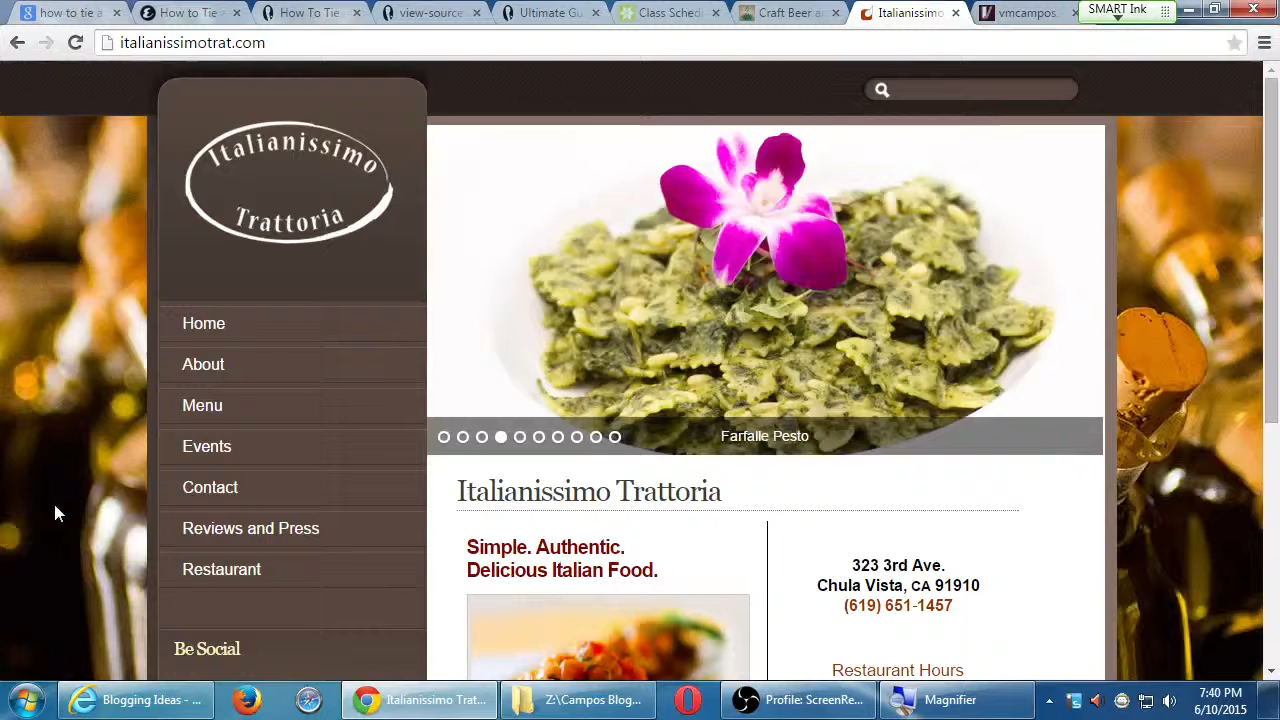 how to tie a
How to Tie
How To Tie
view-source
Ultimate Gu
Class Sched
Craft Beer a
Italianissimo
vmcampos.
SMART Ink
italianissimotrat.com
Italianissimo
Trattoria
Home
About
Menu
Events
Contact
Reviews and Press
Restaurant
Be Social
Farfalle Pesto
Italianissimo Trattoria
Simple. Authentic.
Delicious Italian Food.
323 3rd Ave.
Chula Vista, CA 91910
(619) 651-1457
Restaurant Hours
Blogging Ideas - ...
Italianissimo Trat...
Z:\Campos Blog...
Profile: ScreenRe...
Magnifier
7:40 PM
6/10/2015